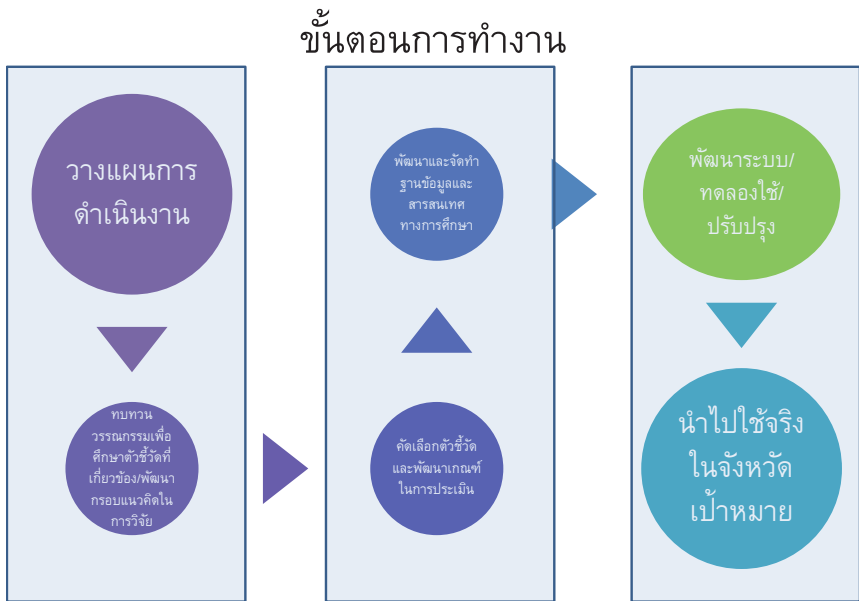 ขั้นตอนการทำงาน
วางแผนการ
ดำเนินงาน
ทบทวน
วรรณกรรมเพื่อ
ศึกษาตัวชี้วัดที่
เกี่ยวข้อง/พัฒนา
กรอบแนวคิดใน
การวิจัย
คัดเลือกตัวชี้วัด
และพัฒนาเกณฑ์
ในการประเมิน
พัฒนาและจัดทำ
ฐานข้อมูลและ
สารสนเทศ
ทางการศึกษา
พัฒนาระบบ/
ทดลองใช้/
ปรับปรุง
นำไปใช้จริง
ในจังหวัด
เป้าหมาย